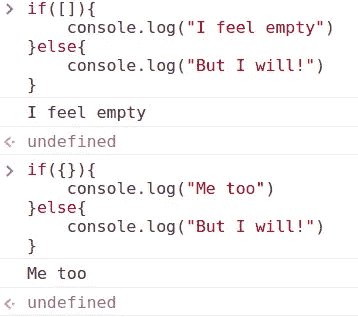 > if([]){
    console.log("I feel empty")
}else{
    console.log("But I will!")
}
I feel empty
undefined
> if({}){
    console.log("Me too")
}else{
    console.log("But I will!")
}
Me too
undefined